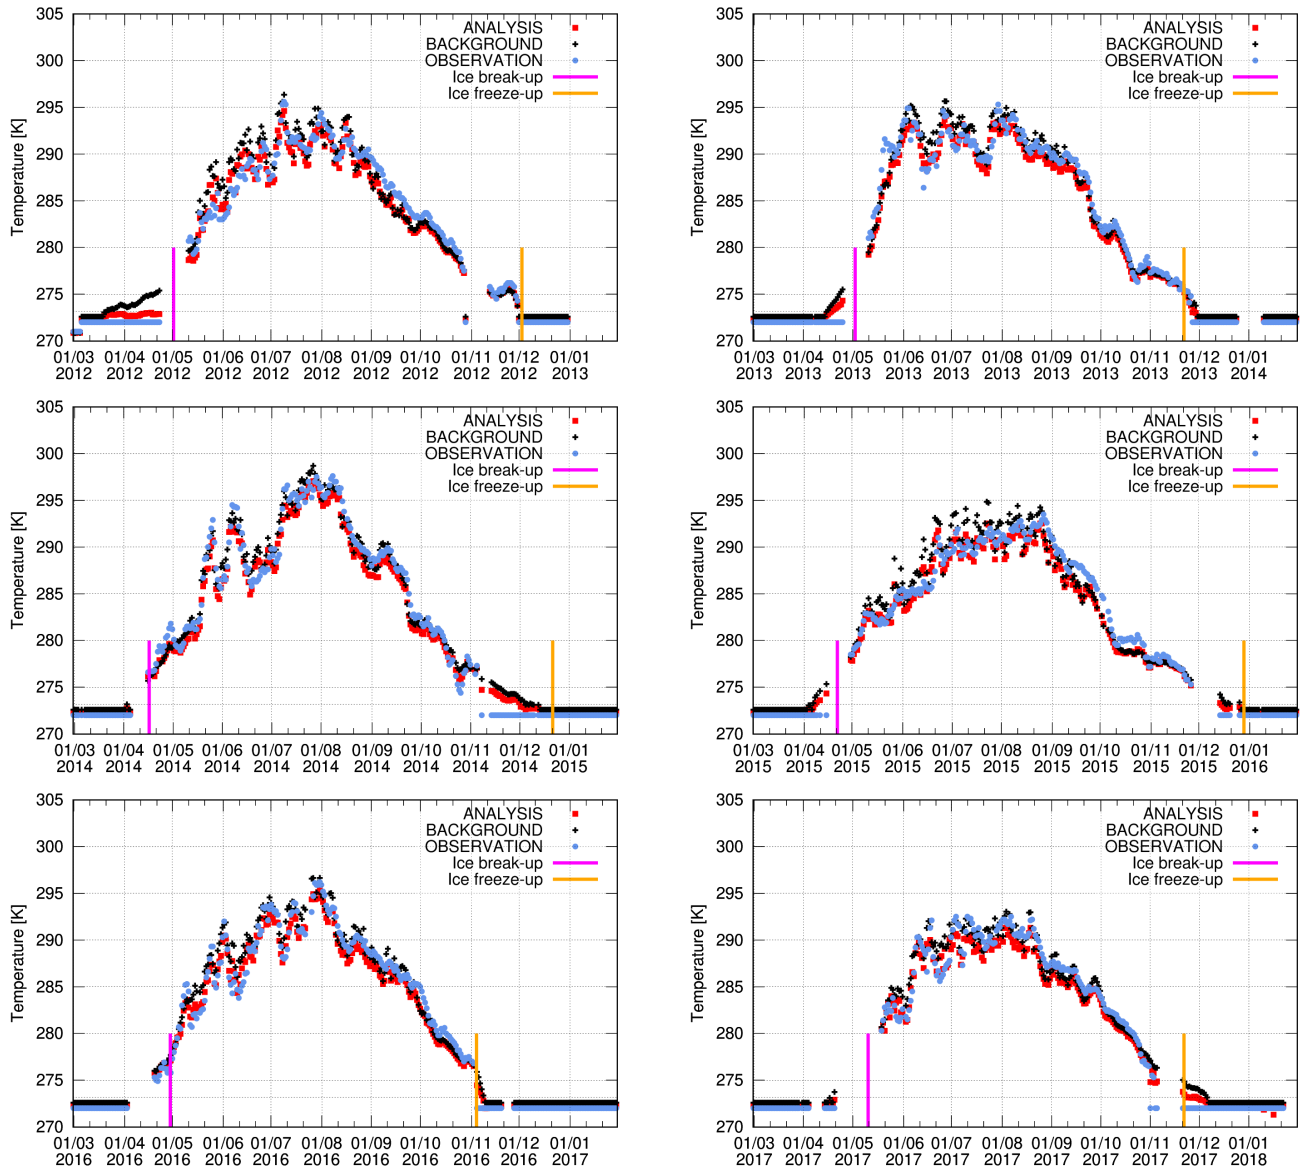 305
300
295
290
285
280
275
270
Temperature [K]
ANALYSIS
BACKGROUND
OBSERVATION
Ice break-up
Ice freeze-up
01/03 01/04 01/05 01/06 01/07 01/08 01/09 01/10 01/11 01/12 01/01
2012 2012 2012 2012 2012 2012 2012 2012 2012 2012 2013
305
300
295
290
285
280
275
270
Temperature [K]
ANALYSIS
BACKGROUND
OBSERVATION
Ice break-up
Ice freeze-up
01/03 01/04 01/05 01/06 01/07 01/08 01/09 01/10 01/11 01/12 01/01
2013 2013 2013 2013 2013 2013 2013 2013 2013 2013 2014
305
300
295
290
285
280
275
270
Temperature [K]
ANALYSIS
BACKGROUND
OBSERVATION
Ice break-up
Ice freeze-up
01/03 01/04 01/05 01/06 01/07 01/08 01/09 01/10 01/11 01/12 01/01
2014 2014 2014 2014 2014 2014 2014 2014 2014 2014 2015
305
300
295
290
285
280
275
270
Temperature [K]
ANALYSIS
BACKGROUND
OBSERVATION
Ice break-up
Ice freeze-up
01/03 01/04 01/05 01/06 01/07 01/08 01/09 01/10 01/11 01/12 01/01
2015 2015 2015 2015 2015 2015 2015 2015 2015 2015 2016
305
300
295
290
285
280
275
270
Temperature [K]
ANALYSIS
BACKGROUND
OBSERVATION
Ice break-up
Ice freeze-up
01/03 01/04 01/05 01/06 01/07 01/08 01/09 01/10 01/11 01/12 01/01
2016 2016 2016 2016 2016 2016 2016 2016 2016 2016 2017
305
300
295
290
285
280
275
270
Temperature [K]
ANALYSIS
BACKGROUND
OBSERVATION
Ice break-up
Ice freeze-up
01/03 01/04 01/05 01/06 01/07 01/08 01/09 01/10 01/11 01/12 01/01
2017 2017 2017 2017 2017 2017 2017 2017 2017 2017 2018